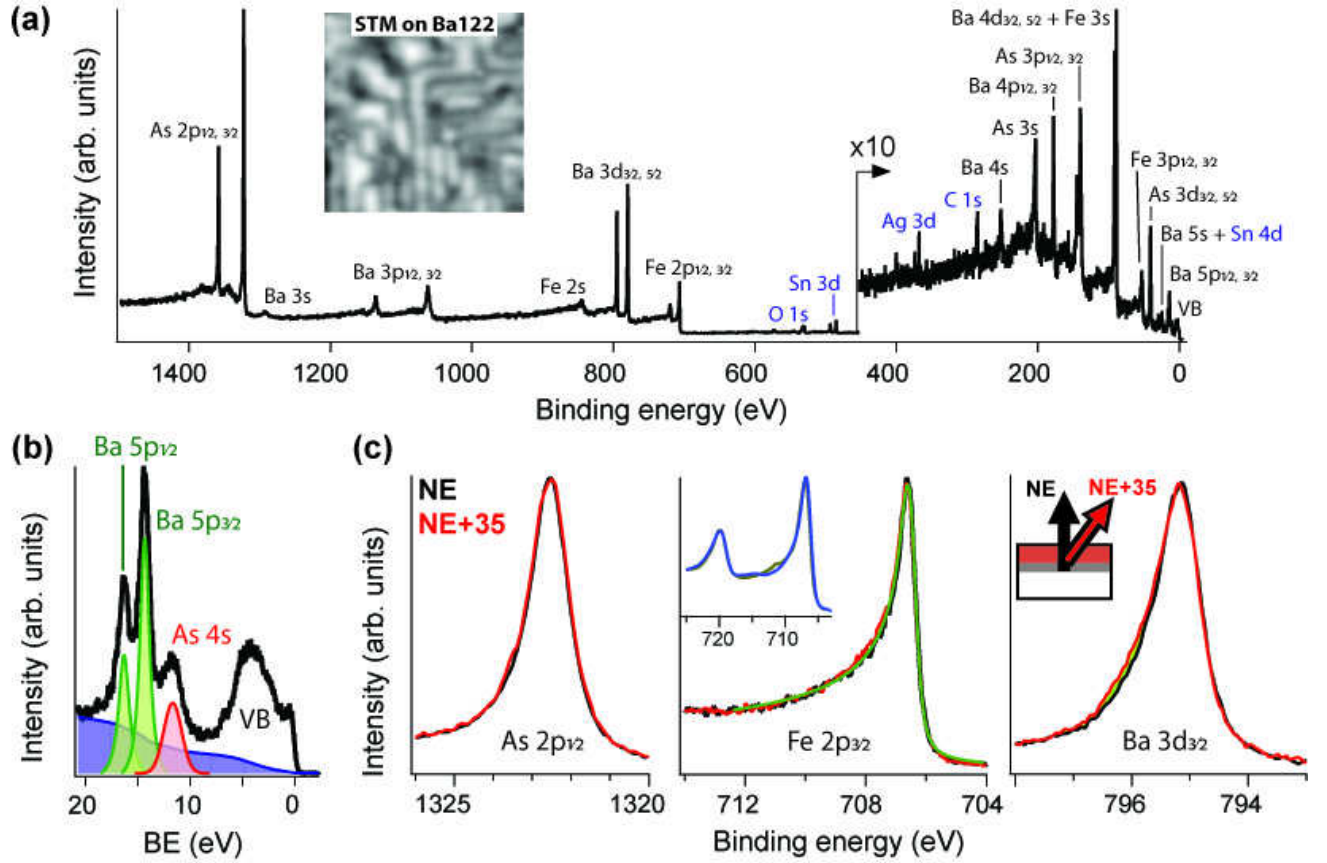 (a)
STM on Ba122
Intensity (arb. units)
As 2p1/2, 3/2
Ba 3s
Ba 3p1/2, 3/2
Fe 2s
Ba 3d3/2, 5/2
Fe 2p1/2, 3/2
O 1s
Sn 3d
x10
Ag 3d
C 1s
Ba 4s
As 3s
Ba 4p1/2, 3/2
As 3p1/2, 3/2
Ba 4d3/2, 5/2 + Fe 3s
Fe 3p1/2, 3/2
As 3d3/2, 5/2
Ba 5s + Sn 4d
Ba 5p1/2, 3/2
VB
1400 1200 1000 800 600 400 200 0
Binding energy (eV)
(b)
Ba 5p1/2
Ba 5p3/2
As 4s
VB
Intensity (arb. units)
20 10 0
BE (eV)
(c)
Intensity (arb. units)
NE
NE+35
As 2p1/2
1325 1320
720 710
Fe 2p3/2
712 708 704
NE
NE+35
Ba 3d3/2
796 794
Binding energy (eV)